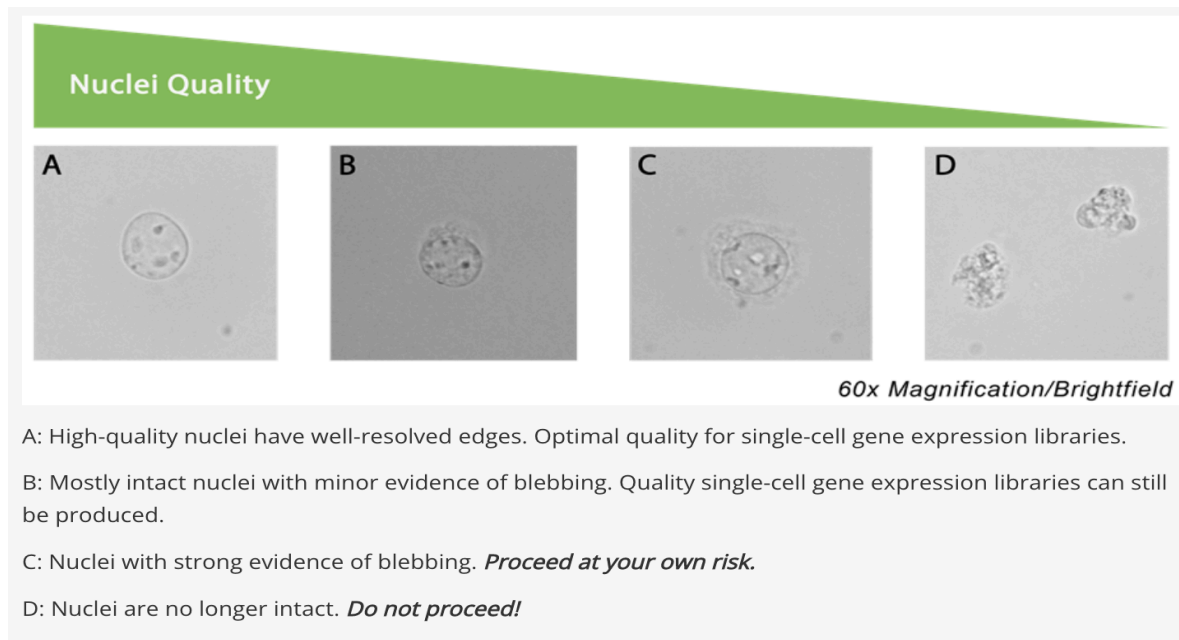 Nuclei Quality
A
B
C
D
60x Magnification/Brightfield
A: High-quality nuclei have well-resolved edges. Optimal quality for single-cell gene expression libraries.
B: Mostly intact nuclei with minor evidence of blebbing. Quality single-cell gene expression libraries can still
be produced.
C: Nuclei with strong evidence of blebbing. Proceed at your own risk.
D: Nuclei are no longer intact. Do not proceed!